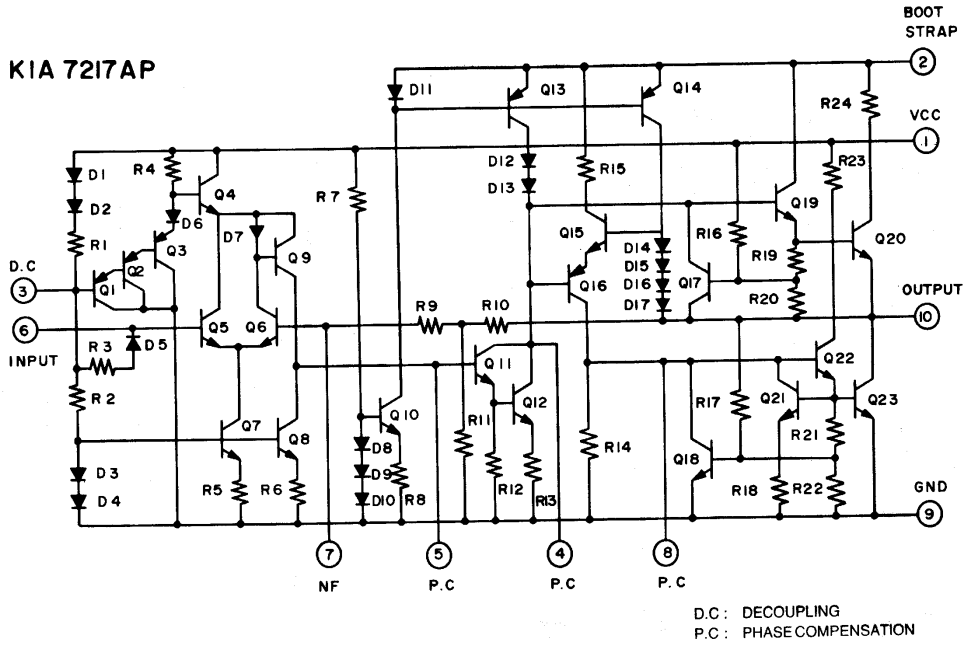 BOOT
STRAP
KIA 7217AP
2
D11
Q13
Q14
R24
VCC
1
D1
R4
Q4
D12
D13
R15
R23
D2
R7
D6
D7
Q19
R1
Q3
Q9
Q15
D14
R16
Q20
D.C
Q2
D15
R19
3
Q1
Q16
D16
Q17
R20
D17
OUTPUT
6
Q5
Q6
R9
R10
10
INPUT
R3
D5
Q11
Q22
R2
Q10
Q12
R17
Q21
Q23
Q7
Q8
R11
R14
R21
D8
Q18
D3
D9
D4
R5
R6
D10
R8
R12
R13
R18
R22
GND
9
7
5
4
8
NF
P.C
P.C
P.C
D.C : DECOUPLING
P.C : PHASE COMPENSATION